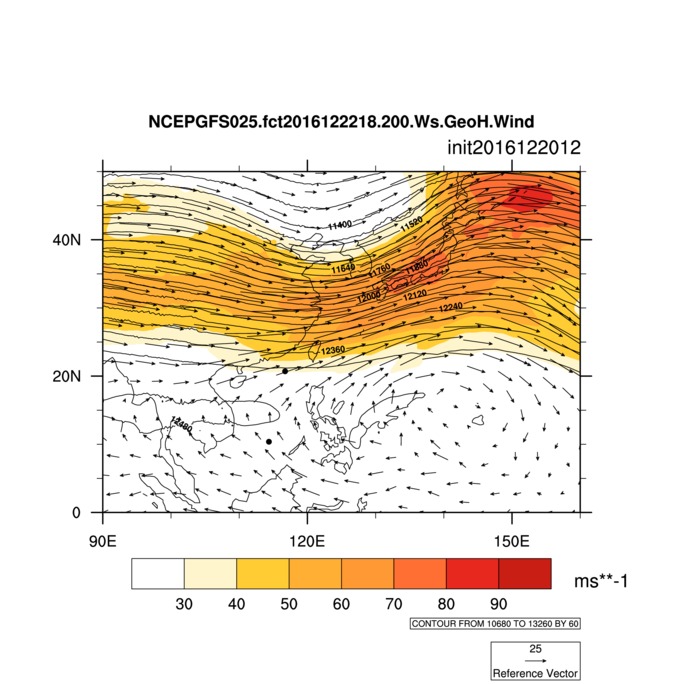 NCEPGFS025.fct2016122218.200.Ws.GeoH.Wind
init2016122012
11400
11520
40N
11640
11760
11880
12000
12120
12240
12360
20N
12480
0
90E 120E 150E
ms**-1
30 40 50 60 70 80 90
CONTOUR FROM 10680 TO 13260 BY 60
25
Reference Vector